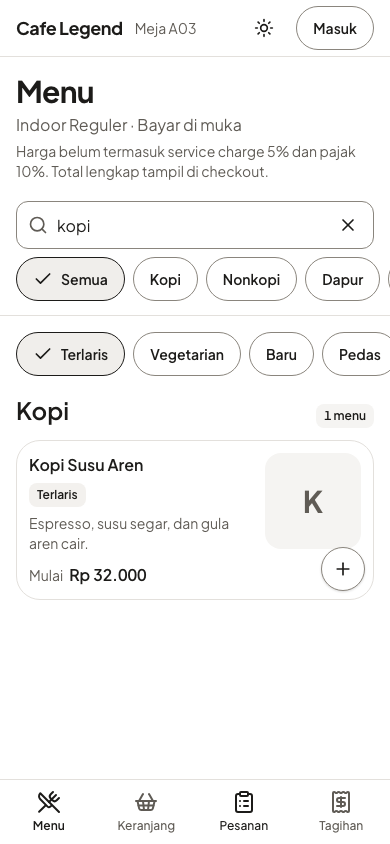 Cafe Legend Meja A03 Masuk
Menu
Indoor Reguler · Bayar di muka
Harga belum termasuk service charge 5% dan pajak
10%. Total lengkap tampil di checkout.
kopi
Semua Kopi Nonkopi Dapur
Terlaris Vegetarian Baru Pedas
Kopi 1 menu
Kopi Susu Aren
Terlaris
K
Espresso, susu segar, dan gula
aren cair.
Mulai Rp 32.000
Menu Keranjang Pesanan Tagihan